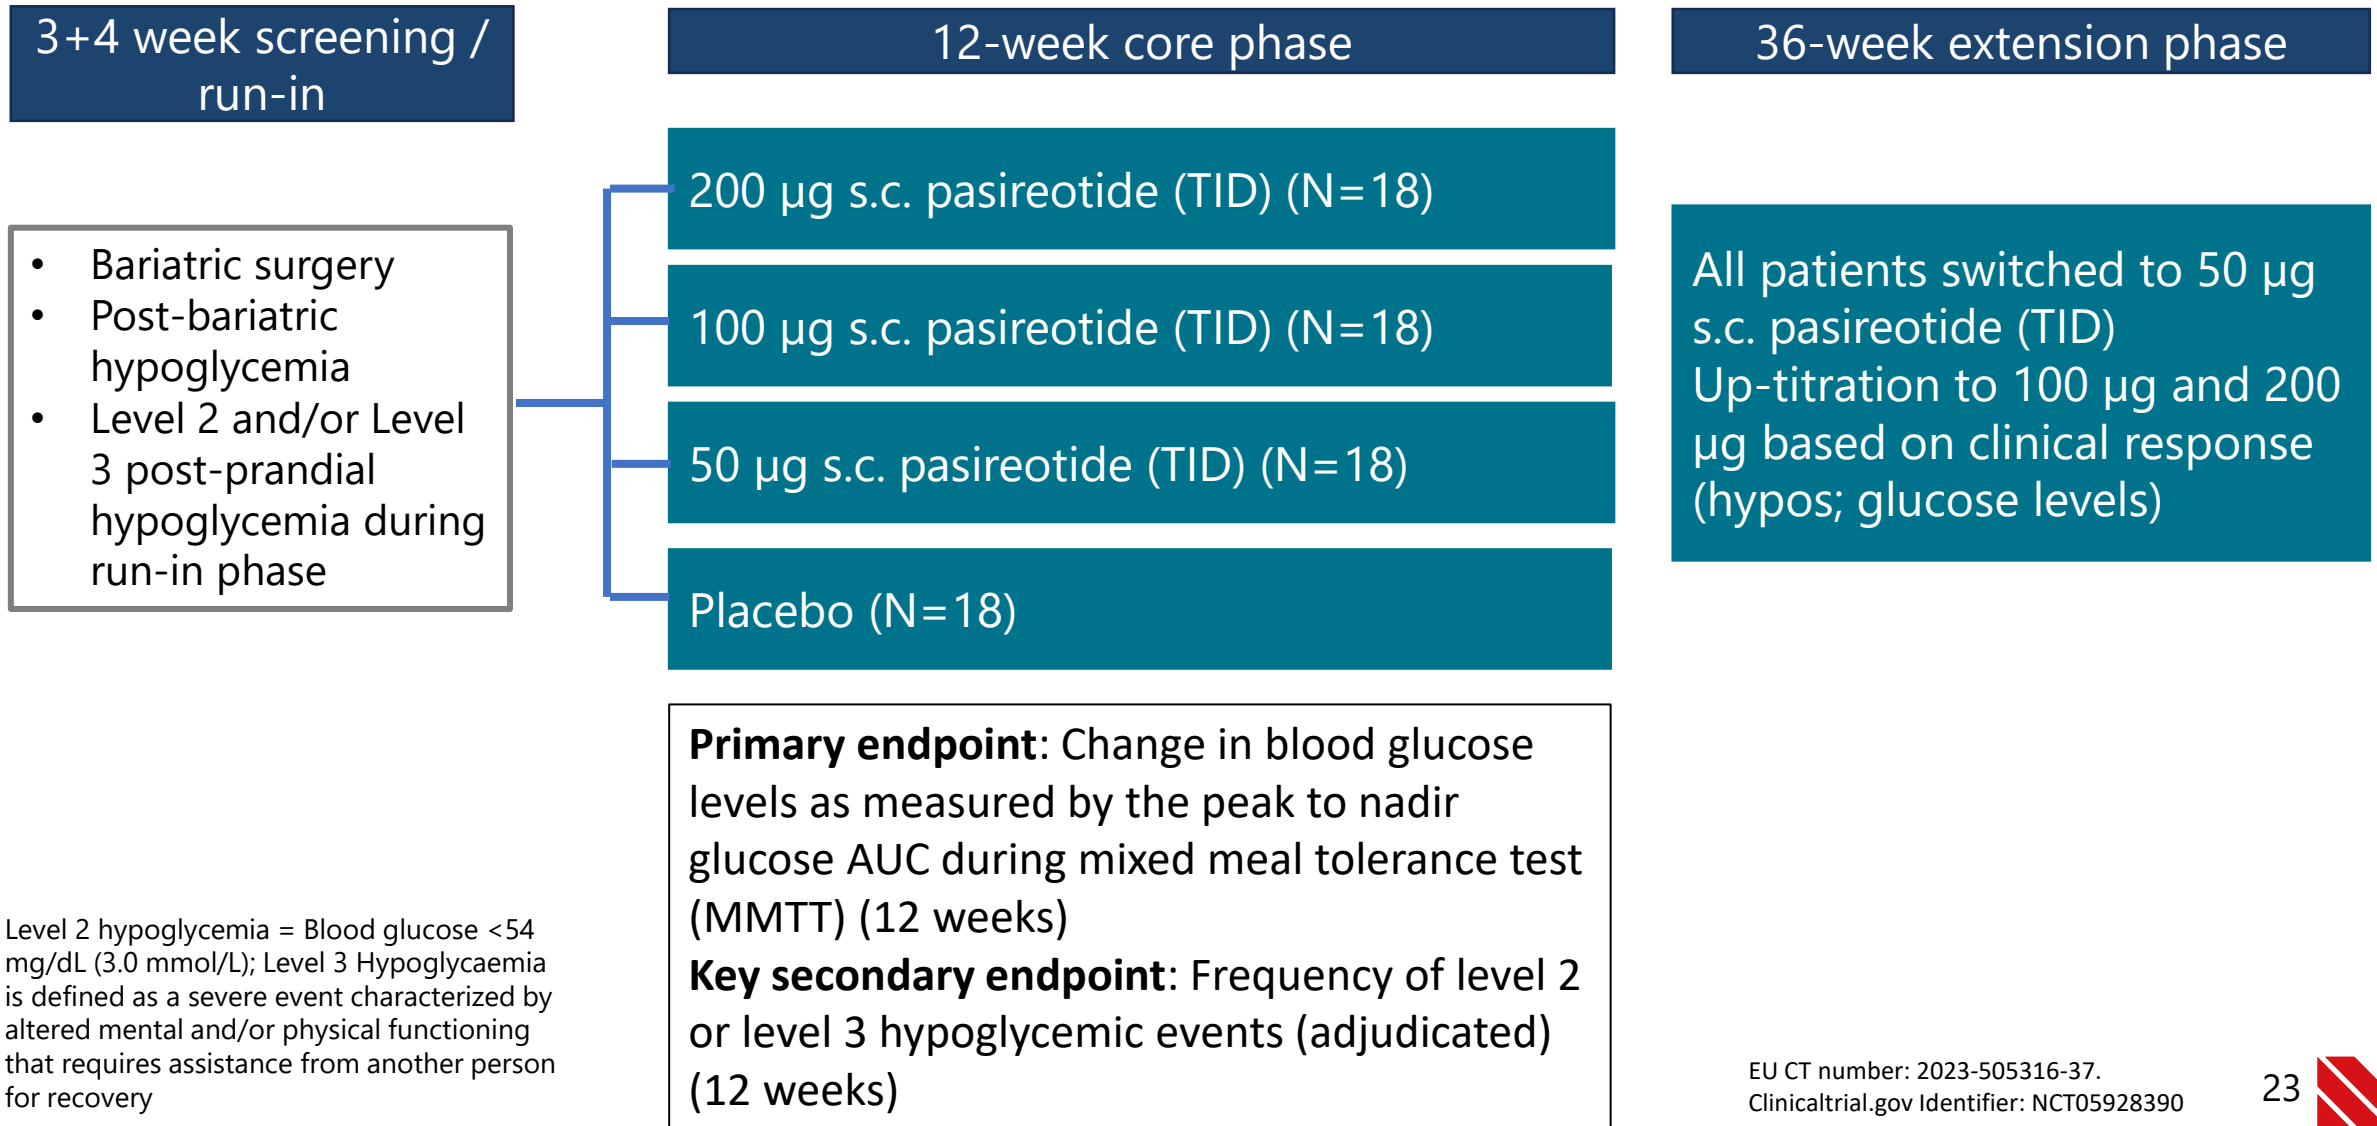 3+4 week screening /
run-in
12-week core phase
36-week extension phase
• Bariatric surgery
• Post-bariatric
hypoglycemia
• Level 2 and/or Level
3 post-prandial
hypoglycemia during
run-in phase
200 µg s.c. pasireotide (TID) (N=18)
100 µg s.c. pasireotide (TID) (N=18)
50 µg s.c. pasireotide (TID) (N=18)
Placebo (N=18)
All patients switched to 50 µg
s.c. pasireotide (TID)
Up-titration to 100 µg and 200
µg based on clinical response
(hypos; glucose levels)
Primary endpoint: Change in blood glucose
levels as measured by the peak to nadir
glucose AUC during mixed meal tolerance test
(MMTT) (12 weeks)
Key secondary endpoint: Frequency of level 2
or level 3 hypoglycemic events (adjudicated)
(12 weeks)
Level 2 hypoglycemia = Blood glucose <54
mg/dL (3.0 mmol/L); Level 3 Hypoglycaemia
is defined as a severe event characterized by
altered mental and/or physical functioning
that requires assistance from another person
for recovery
EU CT number: 2023-505316-37.
Clinicaltrial.gov Identifier: NCT05928390
23